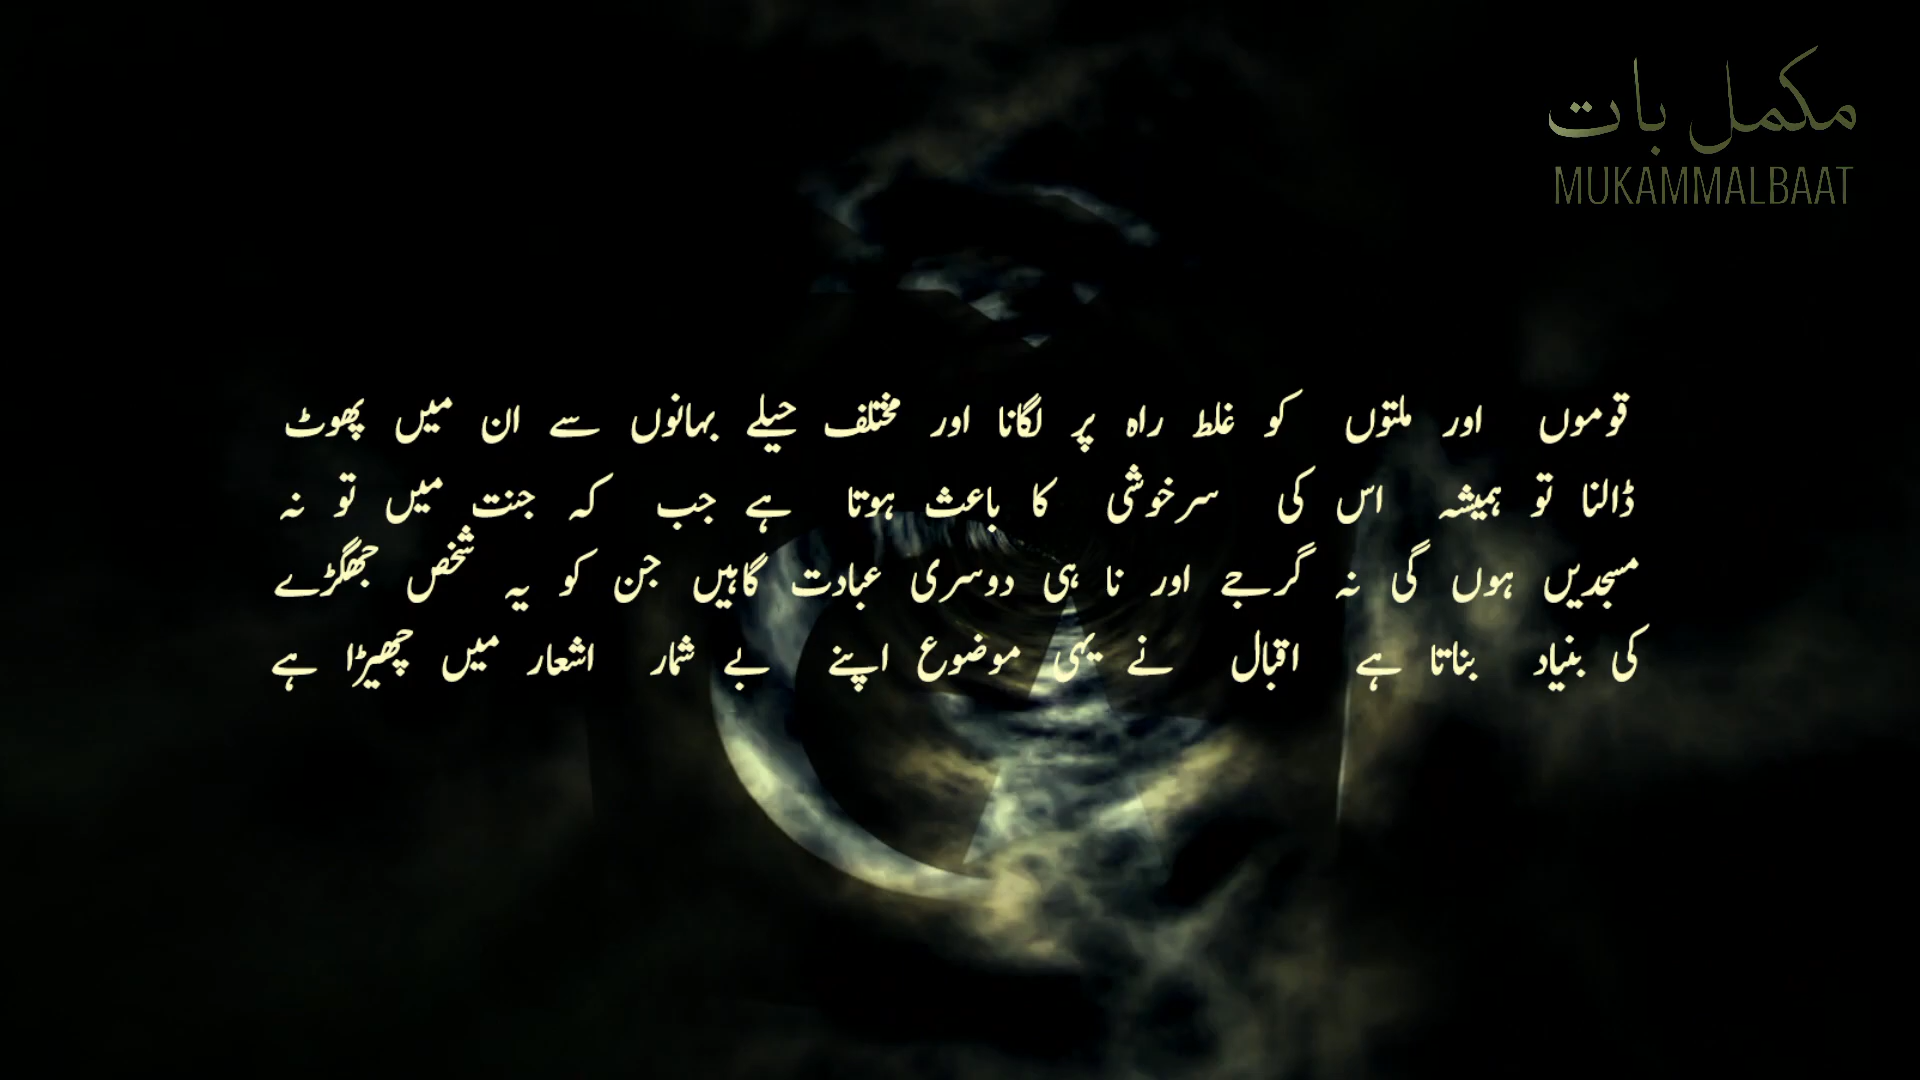 مکمل بات
MUKAMMALBAAT
قوموں اور ملتوں کو غلط راہ پر لگانا اور مختلف حیلے بہانوں سے ان میں پھوٹ
ڈالنا تو ہمیشہ اس کی سرخوشی کا باعث ہوتا ہے جب کہ جنت میں تو نہ
مسجدیں ہوں گی نہ گرجے اور نا ہی دوسری عبادت گاہیں جن کو یہ شخص جھگڑے
کی بنیاد بناتا ہے اقبال نے یہی موضوع اپنے بے شمار اشعار میں چھیڑا ہے